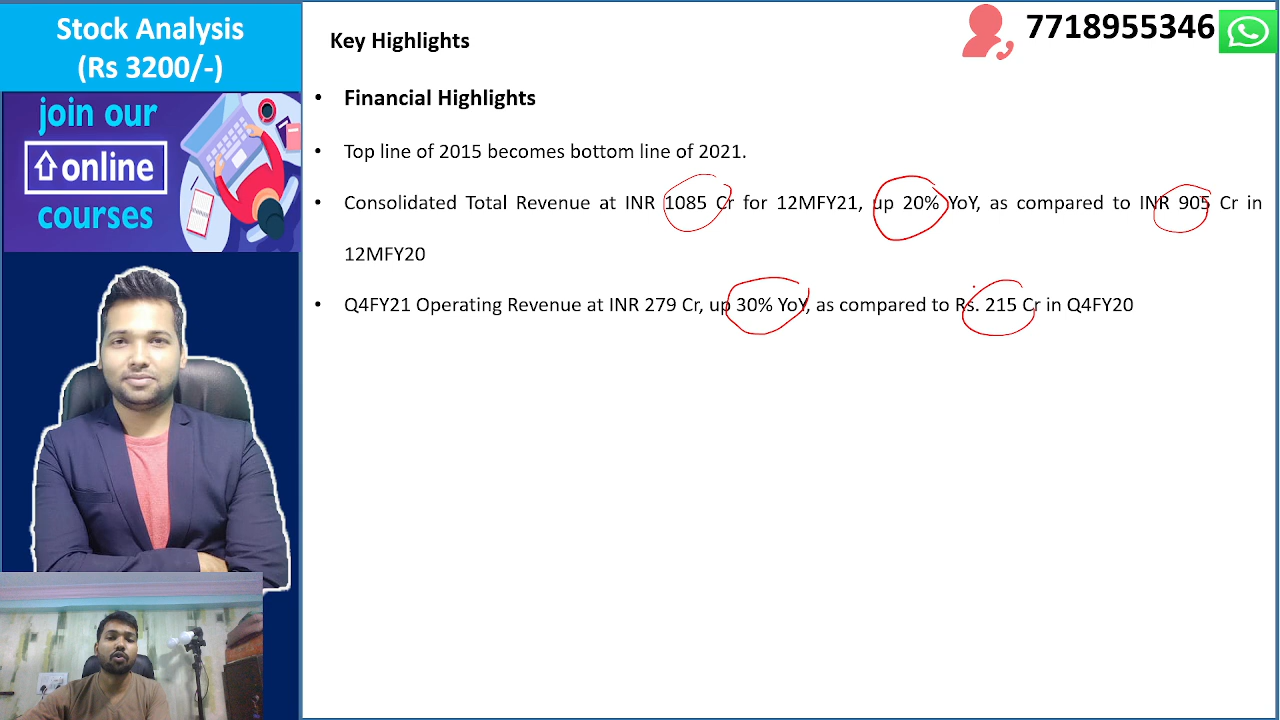 Stock Analysis
(Rs 3200/-)
join our
online
courses
7718955346
Key Highlights
• Financial Highlights
• Top line of 2015 becomes bottom line of 2021.
• Consolidated Total Revenue at INR 1085 Cr for 12MFY21, up 20% YoY, as compared to INR 905 Cr in
12MFY20
• Q4FY21 Operating Revenue at INR 279 Cr, up 30% YoY, as compared to Rs. 215 Cr in Q4FY20